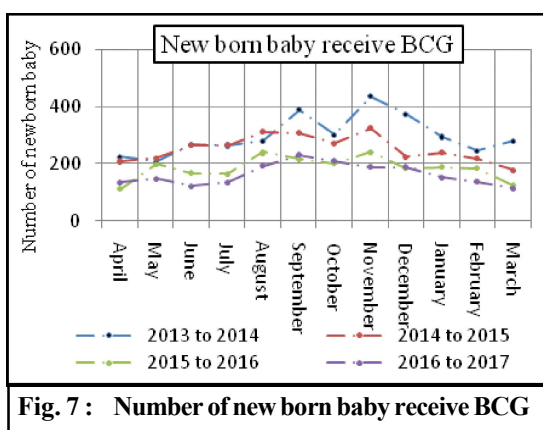 New born baby receive BCG
Number of newborn baby
600
400
200
0
April
May
June
July
August
September
October
November
December
January
February
March
2013 to 2014
2014 to 2015
2015 to 2016
2016 to 2017
Fig. 7 : Number of new born baby receive BCG